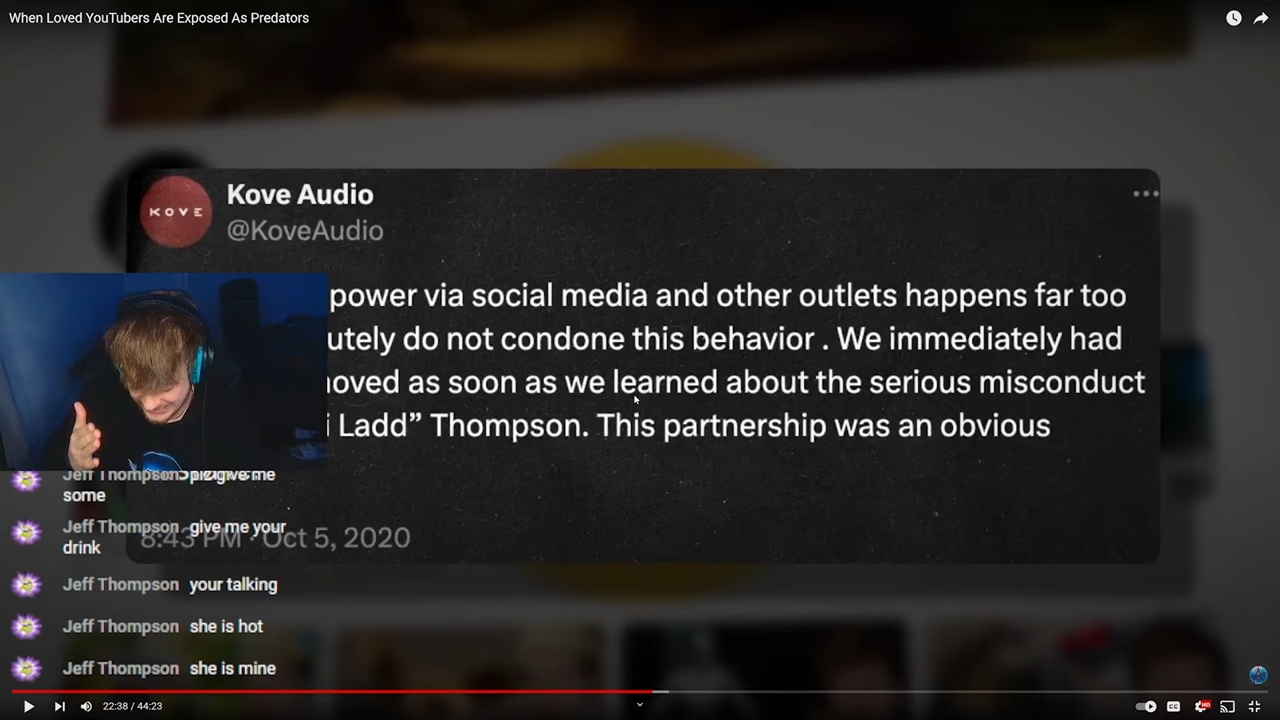 When Loved YouTubers Are Exposed As Predators
KOVE
Kove Audio
@KoveAudio
power via social media and other outlets happens far too
utely do not condone this behavior . We immediately had
moved as soon as we learned about the serious misconduct
i Ladd” Thompson. This partnership was an obvious
8:43 PM · Oct 5, 2020
Jeff Thompson give me
some
Jeff Thompson give me your
drink
Jeff Thompson your talking
Jeff Thompson she is hot
Jeff Thompson she is mine
22:38 / 44:23
CC
HD